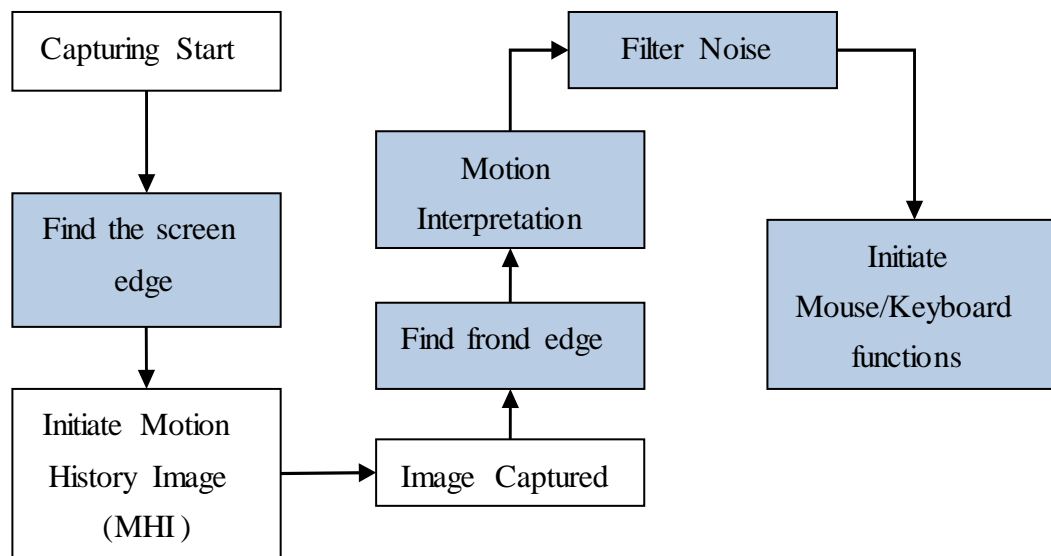 Capturing Start
Find the screen
edge
Initiate Motion
History Image
(MHI)
Image Captured
Find frond edge
Motion
Interpretation
Filter Noise
Initiate
Mouse/Keyboard
functions